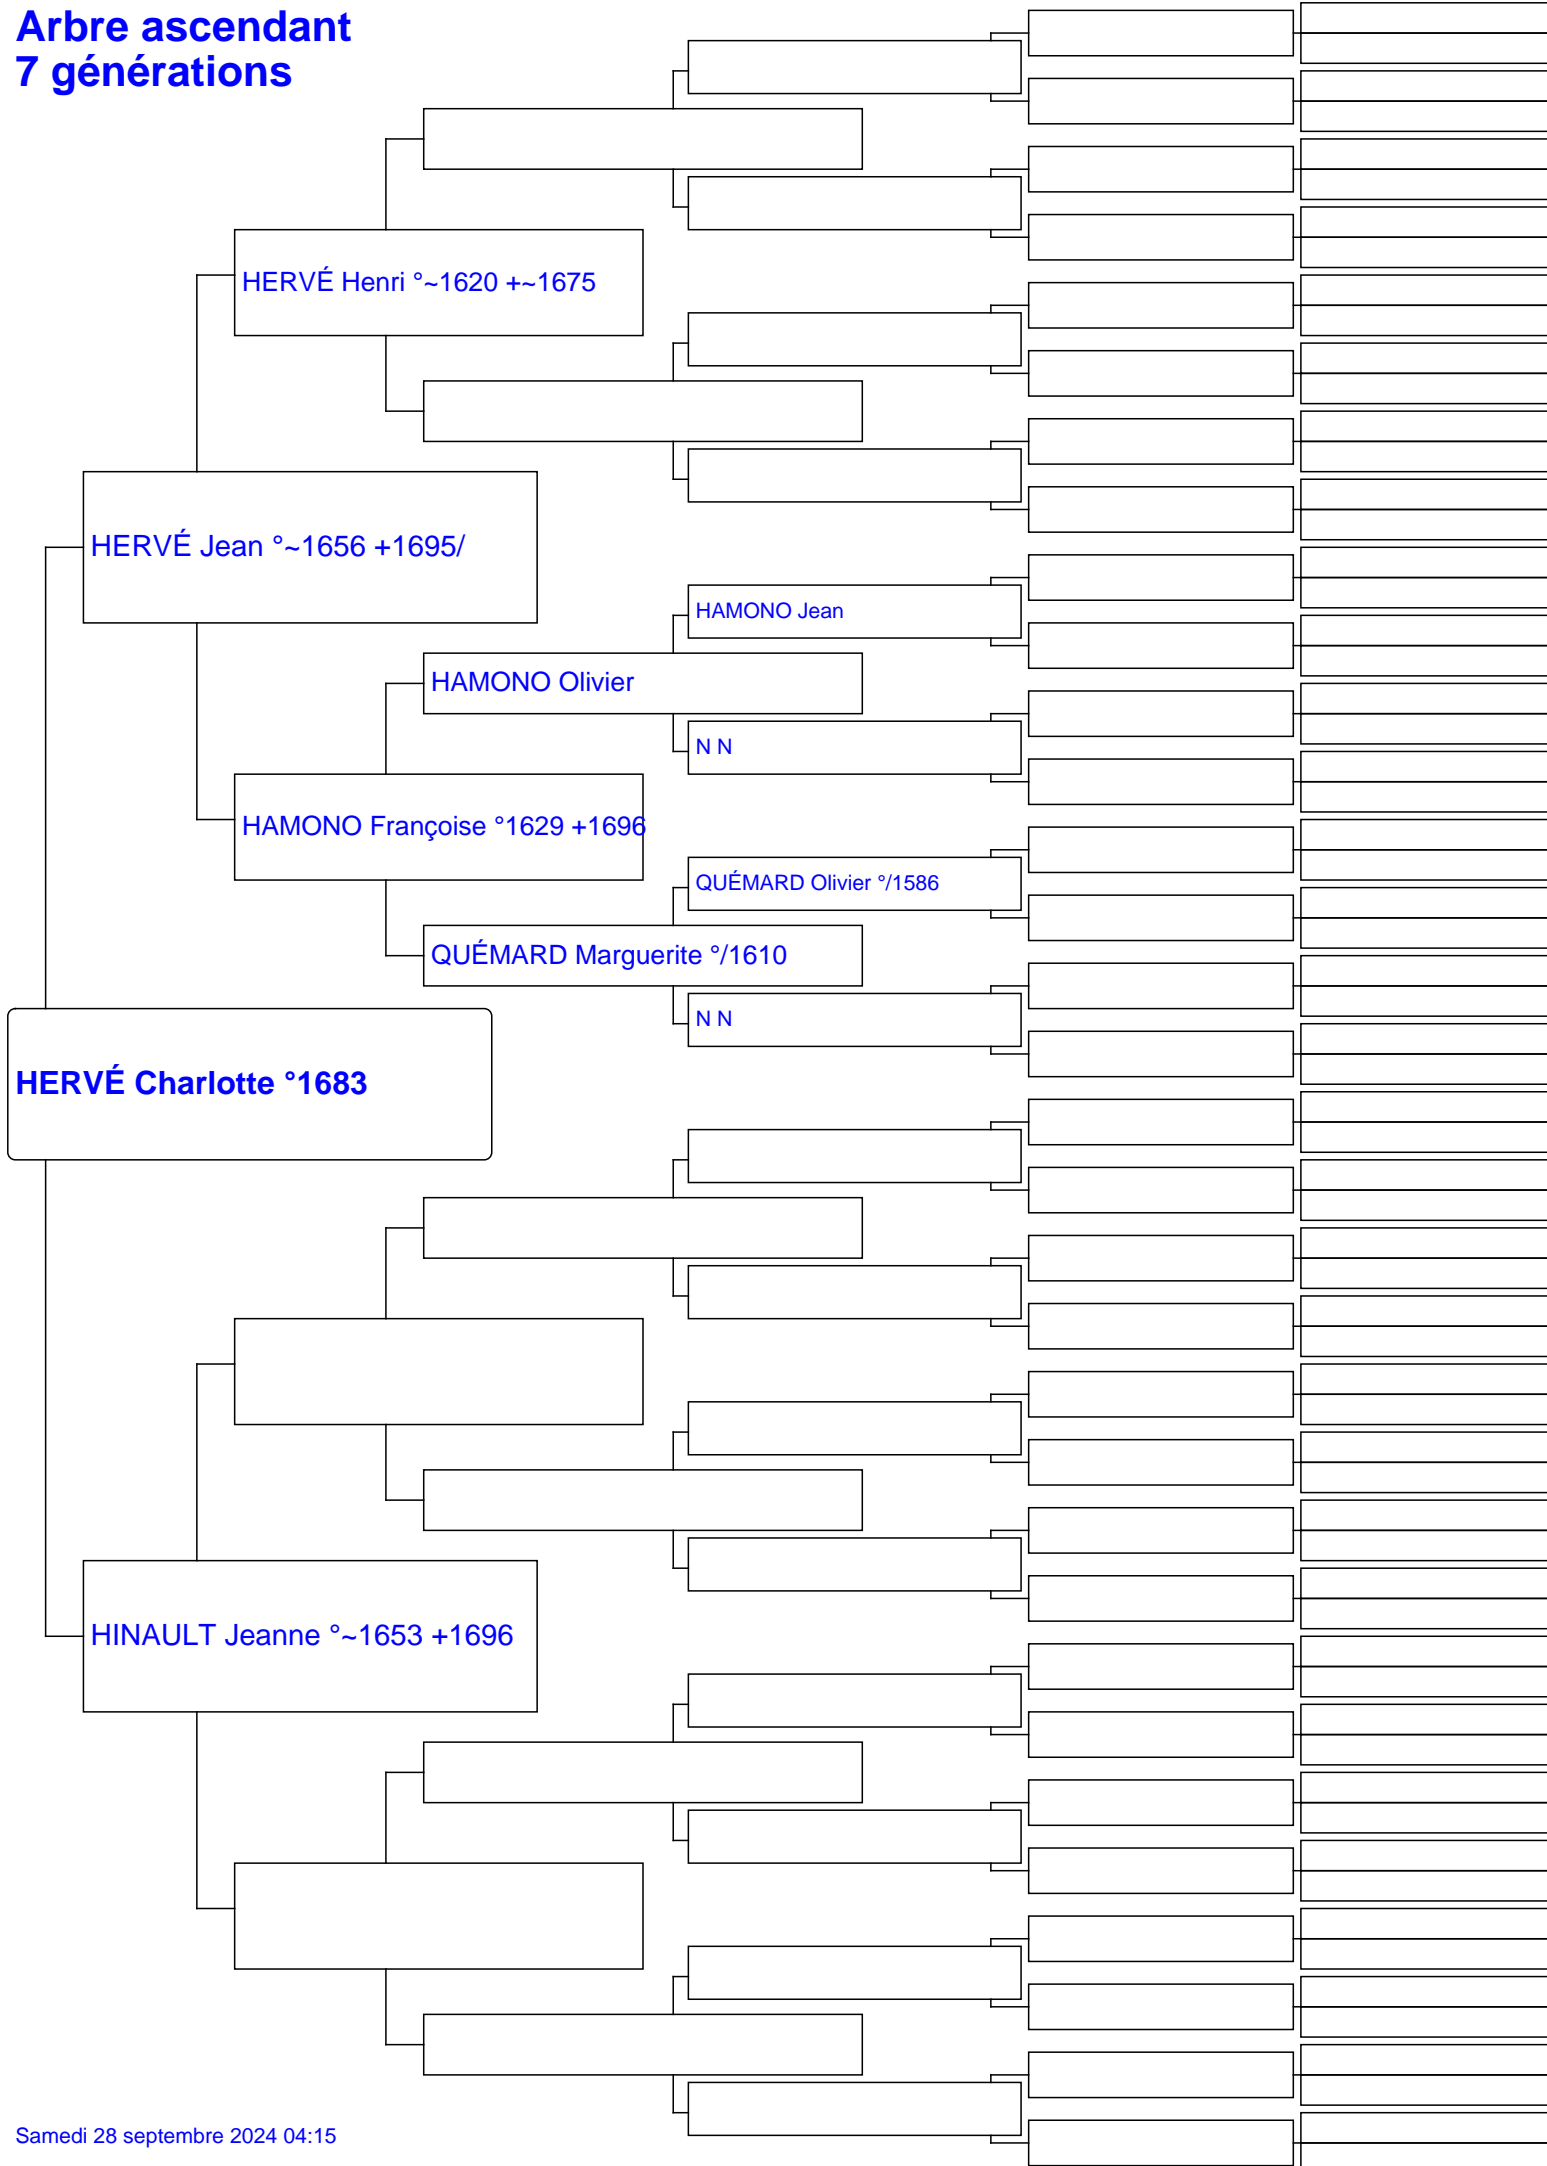 Arbre ascendant
7 générations
HERVÉ Henri °~1620 +~1675
HERVÉ Jean °~1656 +1695/
HAMONO Jean
HAMONO Olivier
N N
HAMONO Françoise °1629 +1696
QUÉMARD Olivier °/1586
QUÉMARD Marguerite °/1610
N N
HERVÉ Charlotte °1683
HINAULT Jeanne °~1653 +1696
Samedi 28 septembre 2024 04:15